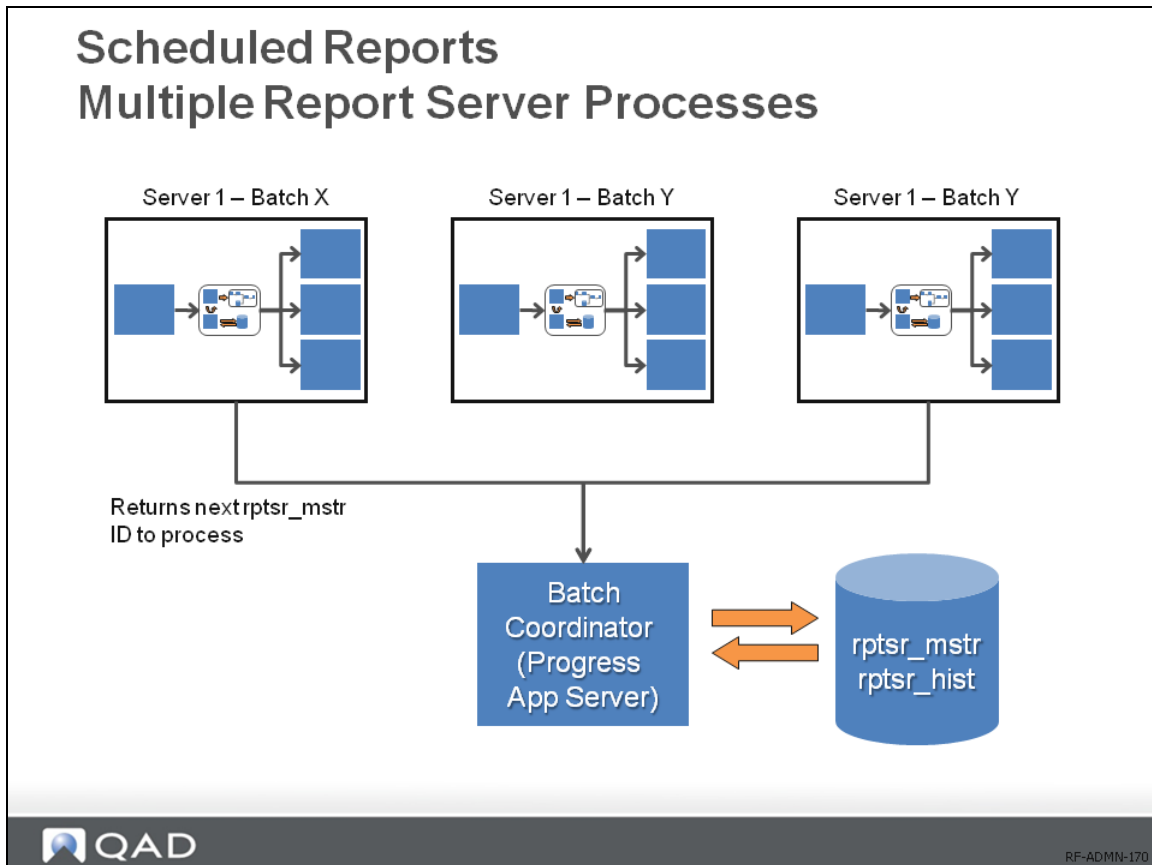 Scheduled Reports
Multiple Report Server Processes
Server 1 – Batch X
Server 1 – Batch Y
Server 1 – Batch Y
Returns next rptsr_mstr
ID to process
Batch
Coordinator
(Progress
App Server)
rptsr_mstr
rptsr_hist
QAD
RF-ADMN-170